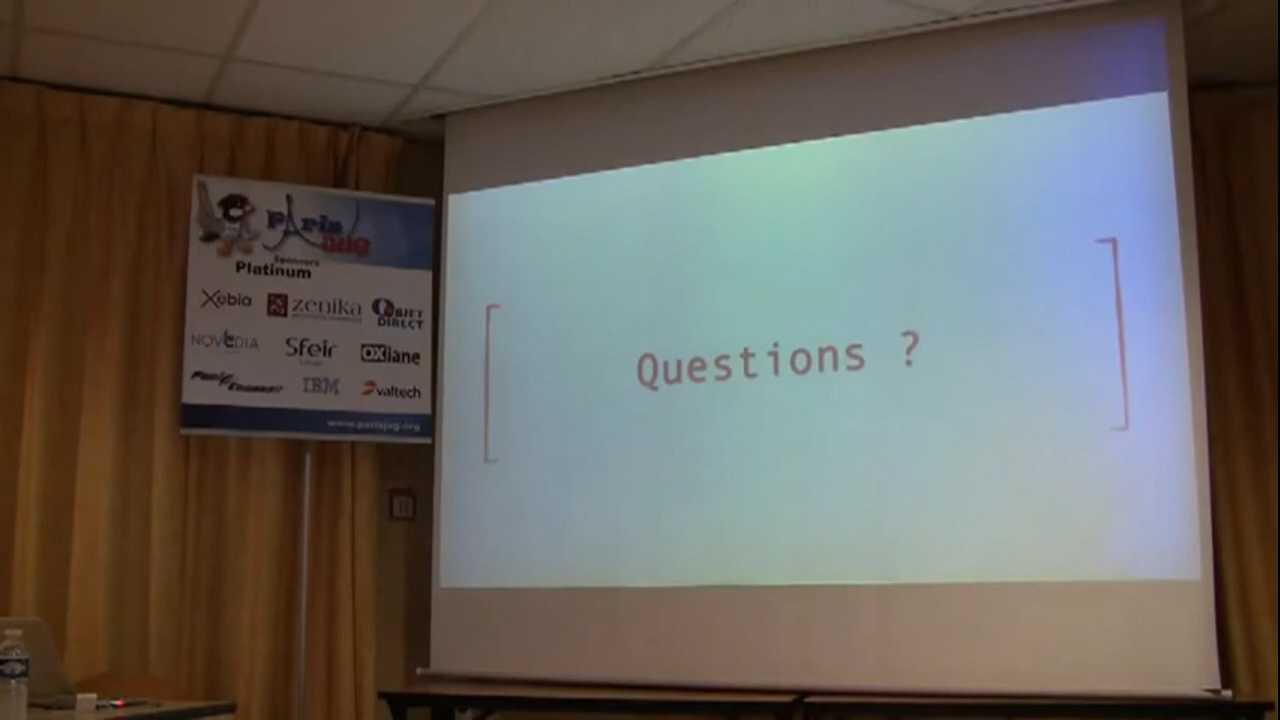 Paris
JUG
Sponsors
Platinum
Xebia
zenika
OBJET
DIRECT
NOVEDIA
Sfeir
OXiane
IBM
valtech
www.parisjug.org
[ Questions ? ]